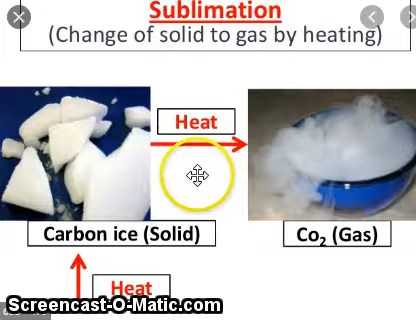 Sublimation
(Change of solid to gas by heating)
Heat
Carbon ice (Solid)
Co₂ (Gas)
Heat
Screencast-O-Matic.com